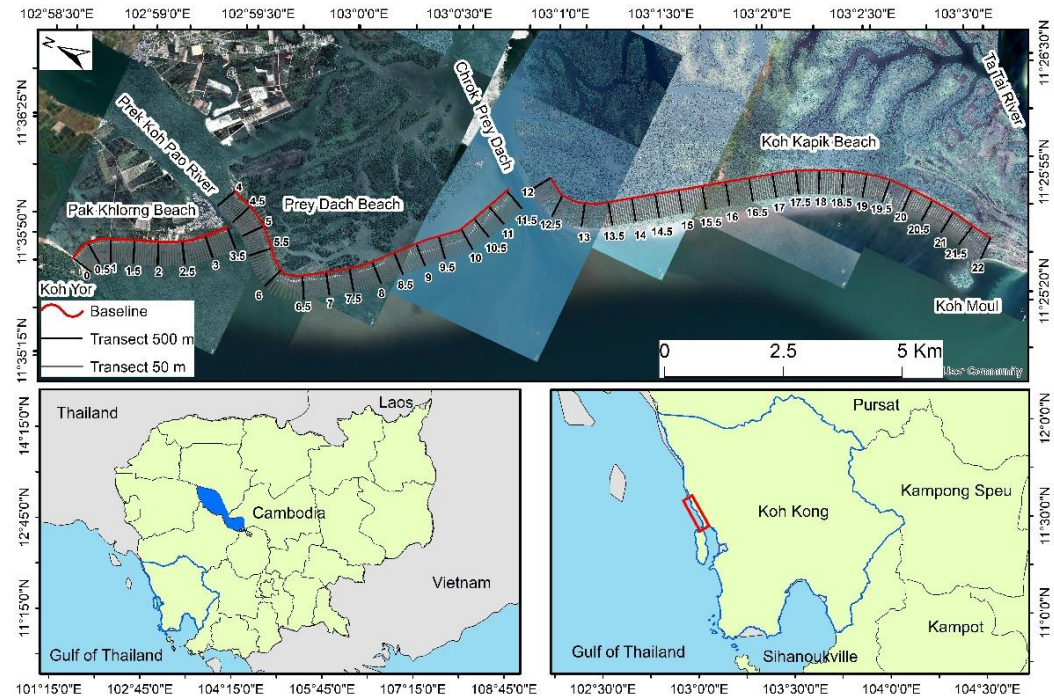 102°58'30"E 102°59'0"E 102°59'30"E 103°0'0"E 103°0'30"E 103°1'0"E 103°1'30"E 103°2'0"E 103°2'30"E 103°3'0"E 103°3'30"E
N
11°36'25"N
11°35'50"N
11°35'15"N
11°26'30"N
11°25'55"N
11°25'20"N
Prek Koh Pao River
Chrok Prey Dach
Ta Tai River
Koh Kapik Beach
Pak Khlorng Beach
Prey Dach Beach
0 0.5 1 1.5 2 2.5 3 3.5 4 4.5 5 5.5 6 6.5 7 7.5 8 8.5 9 9.5 10 10.5 11 11.5 12 12.5 13 13.5 14 14.5 15 15.5 16 16.5 17 17.5 18 18.5 19 19.5 20 20.5 21 21.5 22
Koh Yor
Koh Moul
Baseline
Transect 500 m
Transect 50 m
0 2.5 5 Km
User Community
Thailand
Laos
Cambodia
Vietnam
Gulf of Thailand
14°15'0"N
12°45'0"N
11°15'0"N
101°15'0"E 102°45'0"E 104°15'0"E 105°45'0"E 107°15'0"E 108°45'0"E
Pursat
Kampong Speu
Koh Kong
Kampot
Gulf of Thailand
Sihanoukville
12°0'0"N
11°30'0"N
11°0'0"N
102°30'0"E 103°0'0"E 103°30'0"E 104°0'0"E